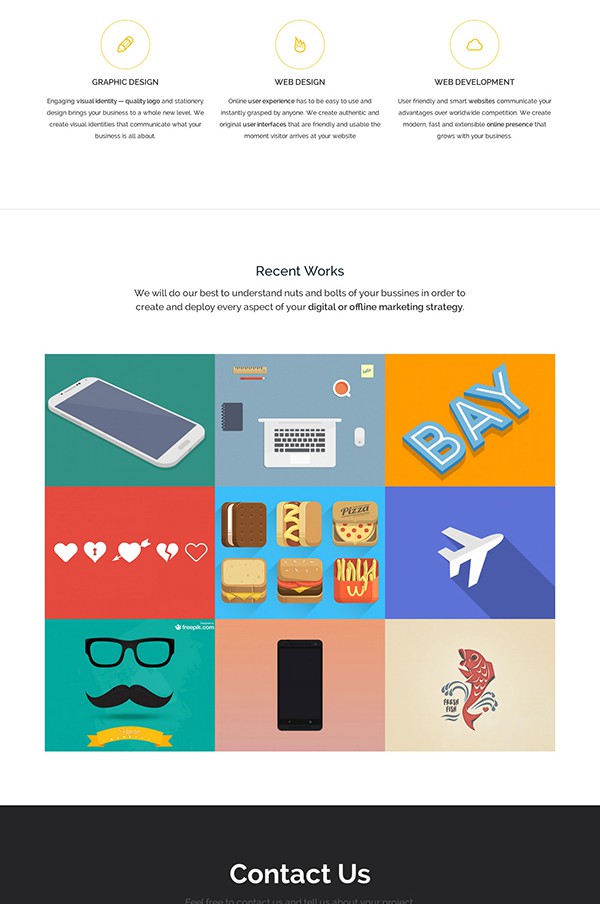 GRAPHIC DESIGN
Engaging visual identity — quality logo and stationery
design brings your business to a whole new level. We
create visual identities that communicate what your
business is all about.
WEB DESIGN
Online user experience has to be easy to use and
instantly grasped by anyone. We create authentic and
original user interfaces that are friendly and usable the
moment visitor arrives at your website
WEB DEVELOPMENT
User friendly and smart websites communicate your
advantages over worldwide competition. We create
modern, fast and extensible online presence that
grows with your business.
Recent Works
We will do our best to understand nuts and bolts of your bussines in order to
create and deploy every aspect of your digital or offline marketing strategy.
BAY
Pizza
freepik.com
FRESH
FISH
Contact Us
Feel free to contact us and tell us about your project